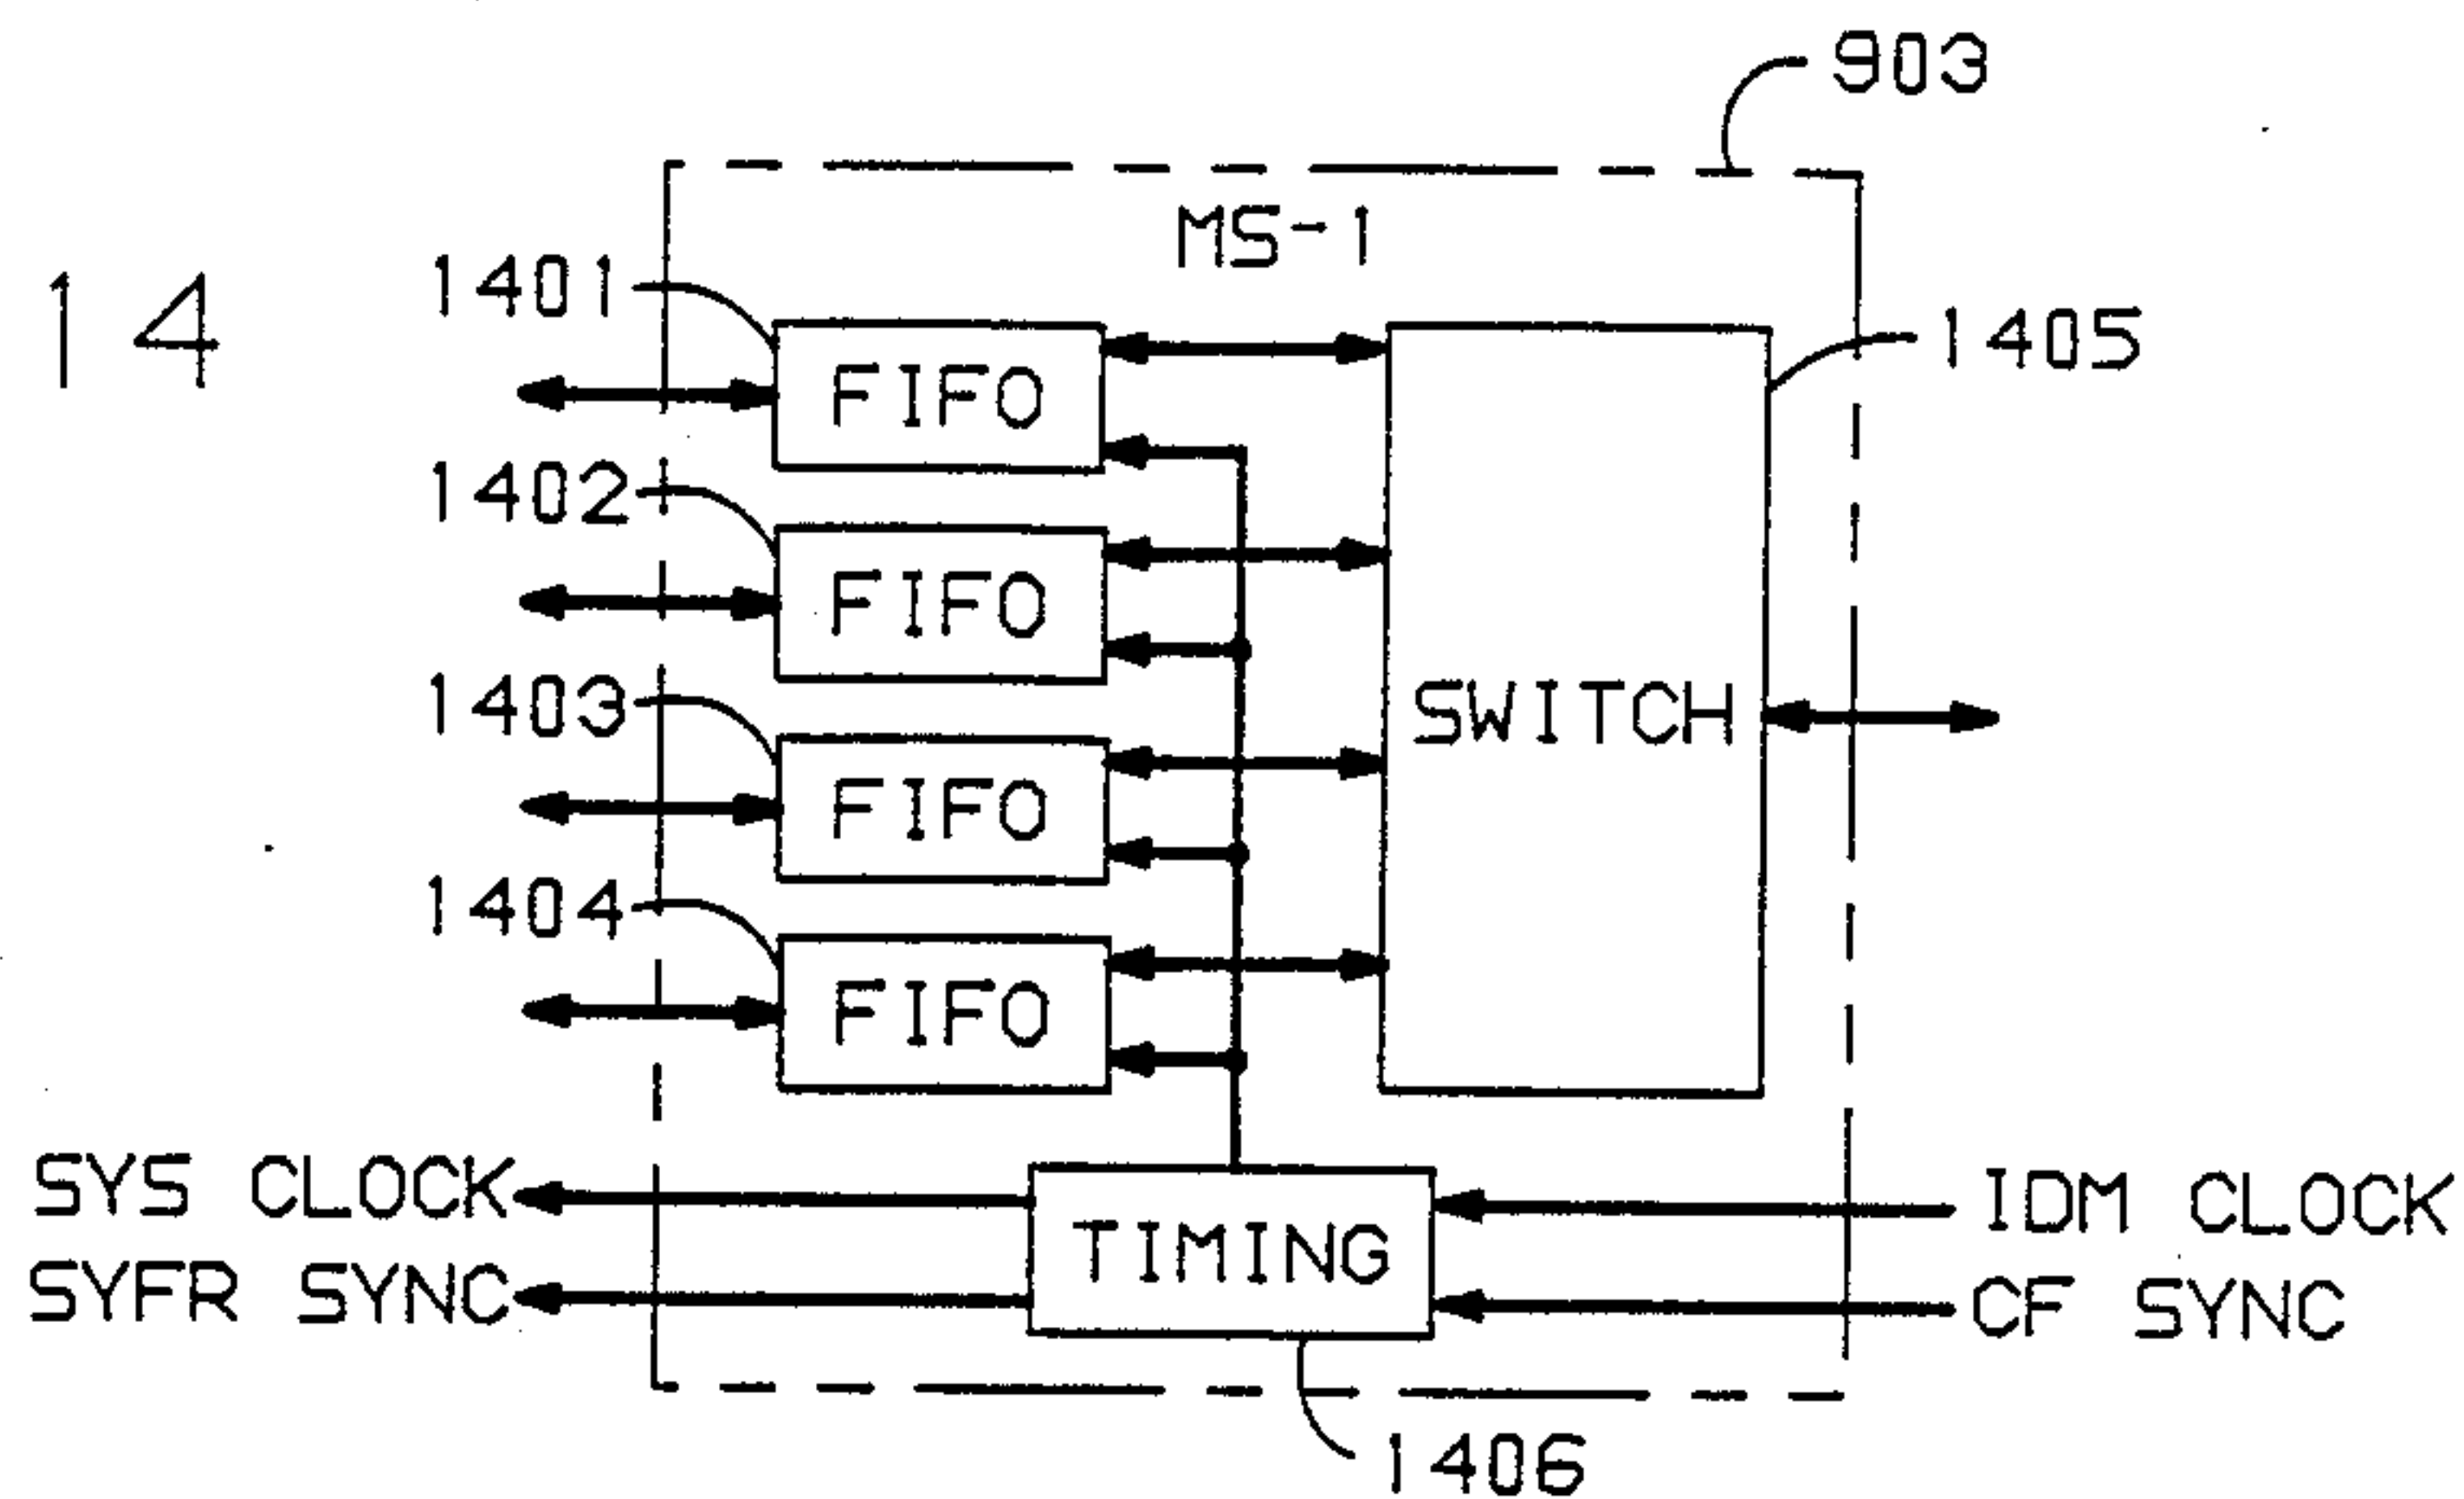 903
MS-1
14
1401
FIFO
1405
1402
FIFO
1403
FIFO
SWITCH
1404
FIFO
SYS CLOCK
IDM CLOCK
TIMING
SYFR SYNC
CF SYNC
1406